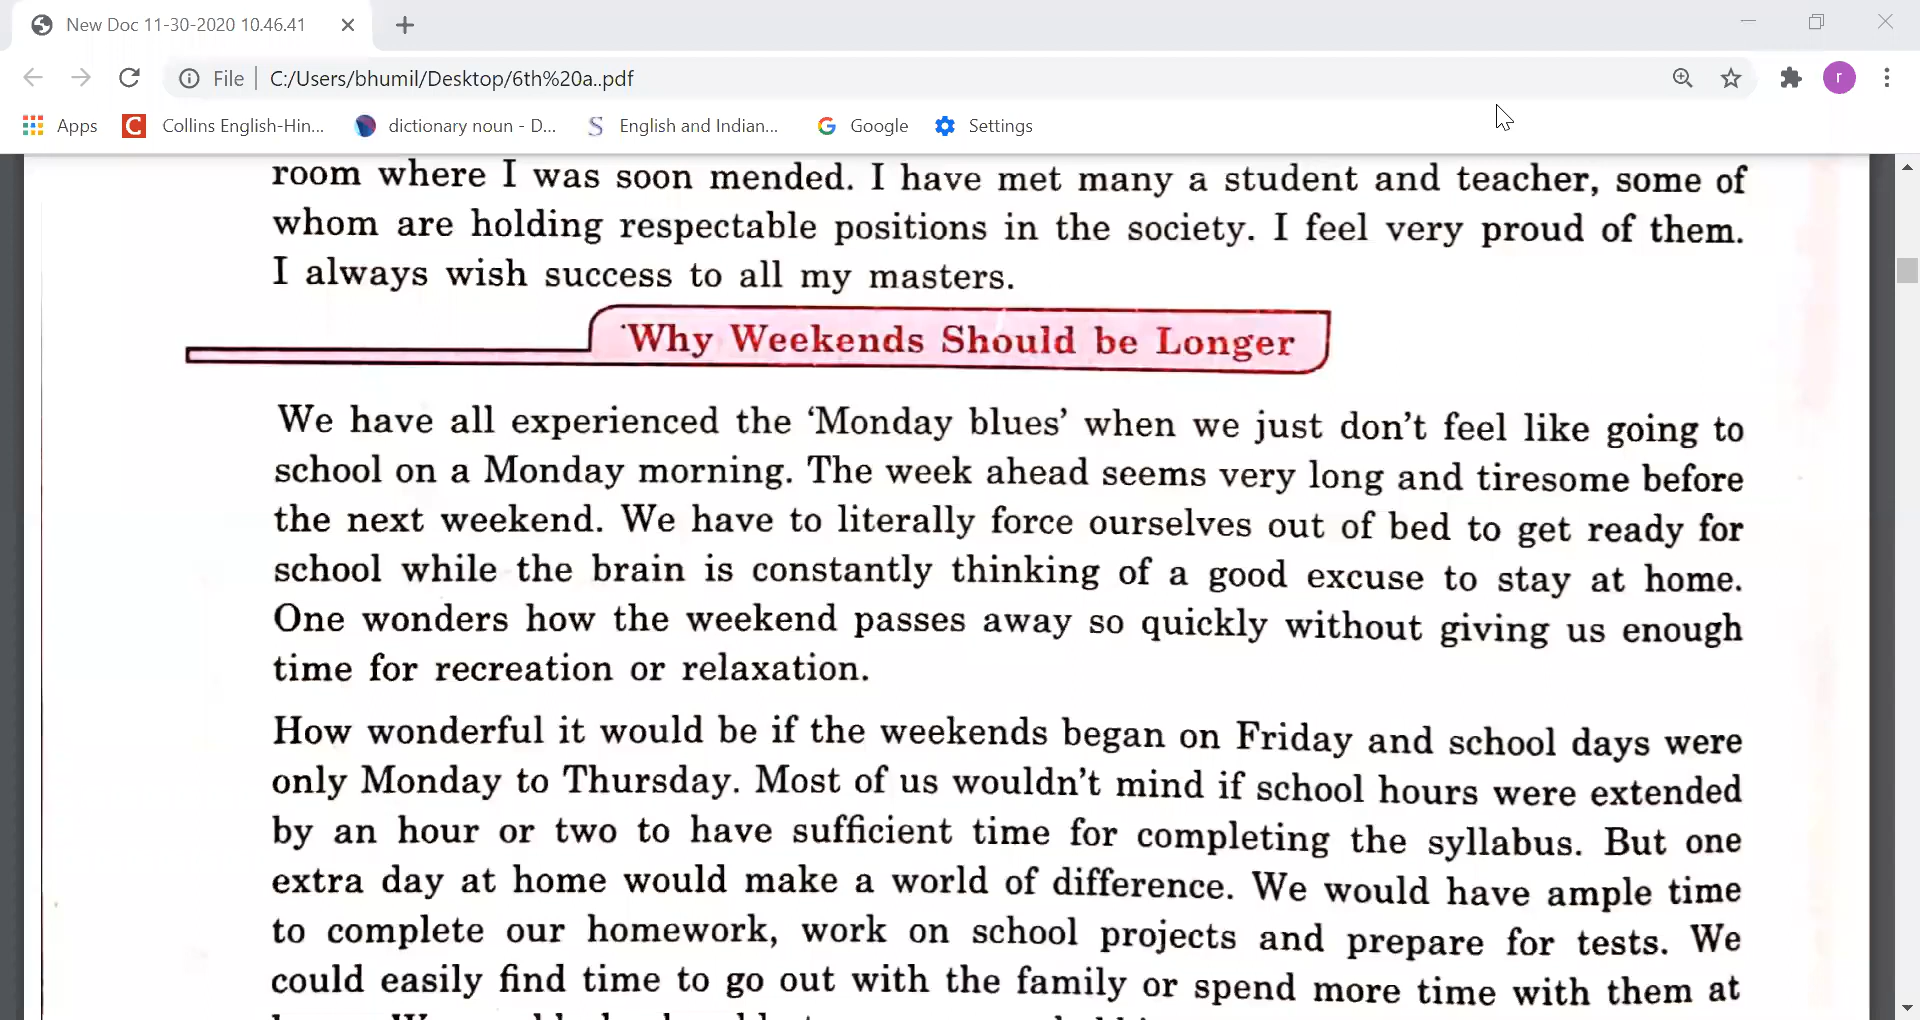 New Doc 11-30-2020 10.46.41
File C:/Users/bhumil/Desktop/6th%20a..pdf
r
Apps Collins English-Hin... dictionary noun - D... English and Indian... Google Settings
room where I was soon mended. I have met many a student and teacher, some of
whom are holding respectable positions in the society. I feel very proud of them.
I always wish success to all my masters.
Why Weekends Should be Longer
We have all experienced the ‘Monday blues’ when we just don’t feel like going to
school on a Monday morning. The week ahead seems very long and tiresome before
the next weekend. We have to literally force ourselves out of bed to get ready for
school while the brain is constantly thinking of a good excuse to stay at home.
One wonders how the weekend passes away so quickly without giving us enough
time for recreation or relaxation.
How wonderful it would be if the weekends began on Friday and school days were
only Monday to Thursday. Most of us wouldn’t mind if school hours were extended
by an hour or two to have sufficient time for completing the syllabus. But one
extra day at home would make a world of difference. We would have ample time
to complete our homework, work on school projects and prepare for tests. We
could easily find time to go out with the family or spend more time with them at